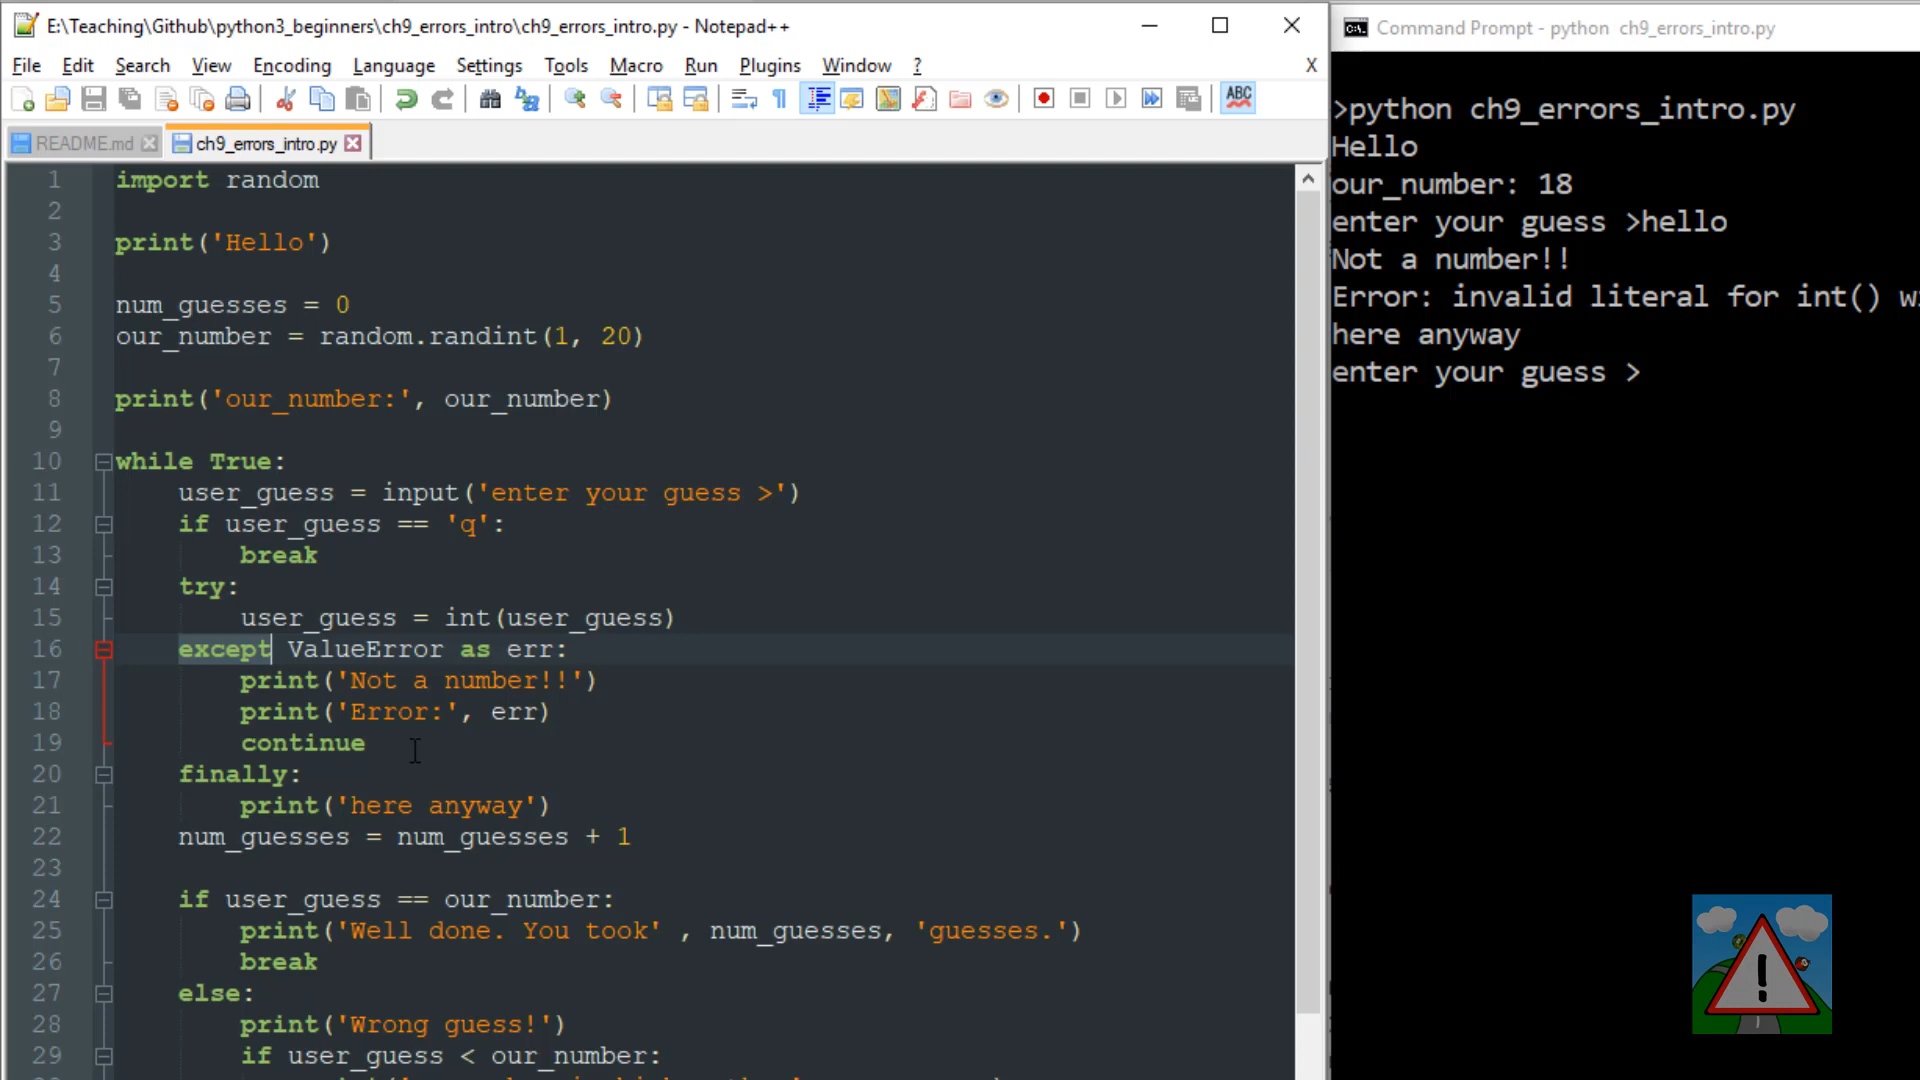 E:\Teaching\Github\python3_beginners\ch9_errors_intro\ch9_errors_intro.py - Notepad++
File Edit Search View Encoding Language Settings Tools Macro Run Plugins Window ? X
ABC
README.md ch9_errors_intro.py
1 import random
2
3 print('Hello')
4
5 num_guesses = 0
6 our_number = random.randint(1, 20)
7
8 print('our_number:', our_number)
9
10 while True:
11     user_guess = input('enter your guess >')
12     if user_guess == 'q':
13         break
14     try:
15         user_guess = int(user_guess)
16     except ValueError as err:
17         print('Not a number!!')
18         print('Error:', err)
19         continue
20     finally:
21         print('here anyway')
22     num_guesses = num_guesses + 1
23
24     if user_guess == our_number:
25         print('Well done. You took' , num_guesses, 'guesses.')
26         break
27     else:
28         print('Wrong guess!')
29         if user_guess < our_number:
Command Prompt - python ch9_errors_intro.py
>python ch9_errors_intro.py
Hello
our_number: 18
enter your guess >hello
Not a number!!
Error: invalid literal for int()
here anyway
enter your guess >
!